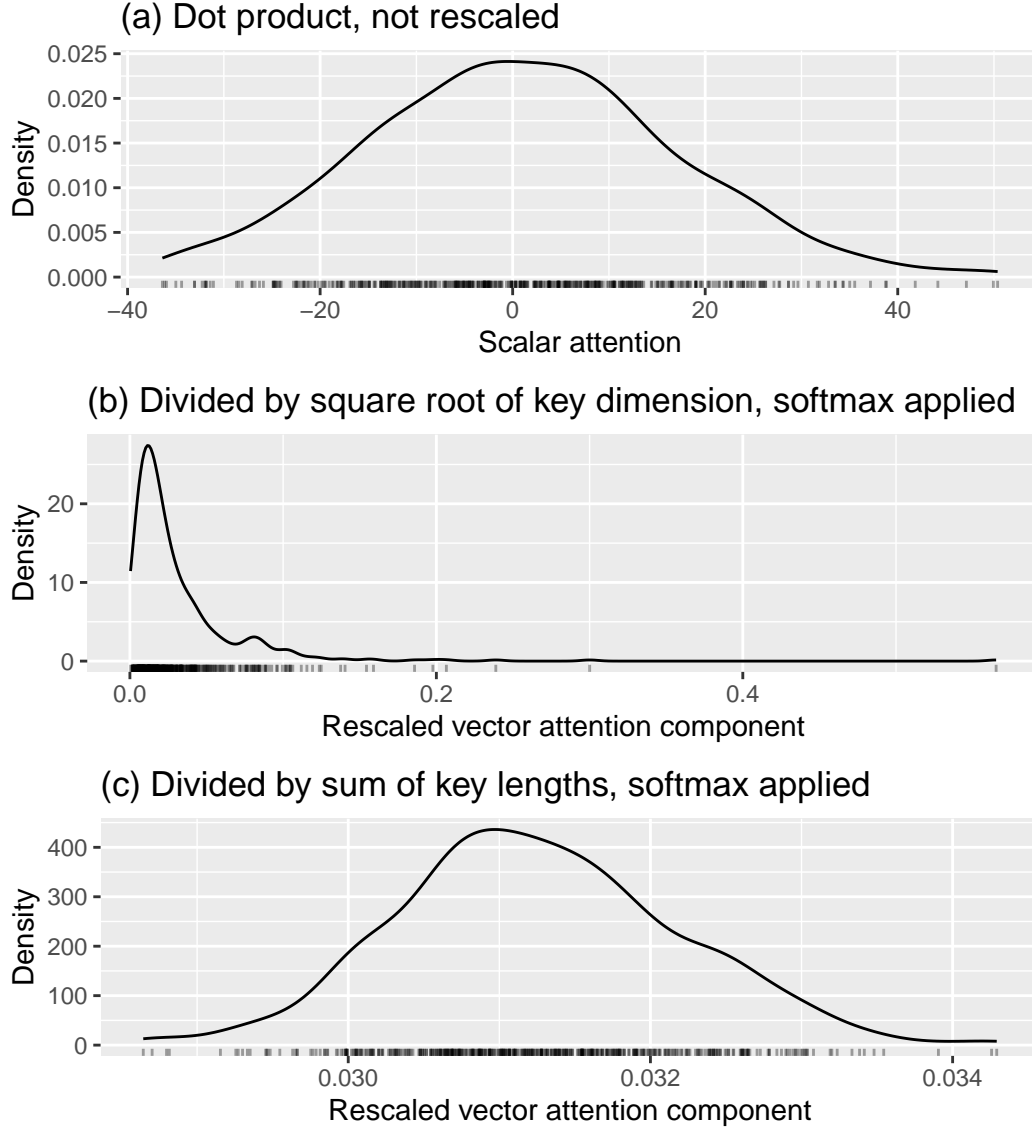 (a) Dot product, not rescaled
0.025
0.020
0.015
0.010
0.005
0.000
Density
−40 −20 0 20 40
Scalar attention
(b) Divided by square root of key dimension, softmax applied
20
10
0
Density
0.0 0.2 0.4
Rescaled vector attention component
(c) Divided by sum of key lengths, softmax applied
400
300
200
100
0
Density
0.030 0.032 0.034
Rescaled vector attention component